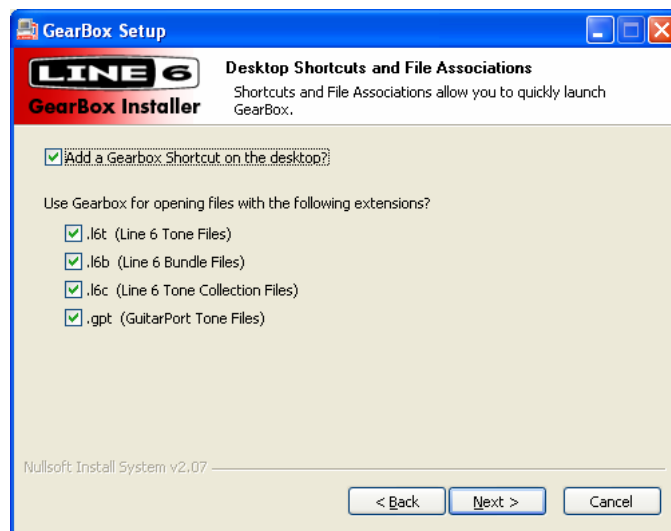 GearBox Setup
LINE 6
GearBox Installer
Desktop Shortcuts and File Associations
Shortcuts and File Associations allow you to quickly launch
GearBox.
Add a Gearbox Shortcut on the desktop?
Use Gearbox for opening files with the following extensions?
.l6t (Line 6 Tone Files)
.l6b (Line 6 Bundle Files)
.l6c (Line 6 Tone Collection Files)
.gpt (GuitarPort Tone Files)
Nullsoft Install System v2.07
< Back
Next >
Cancel